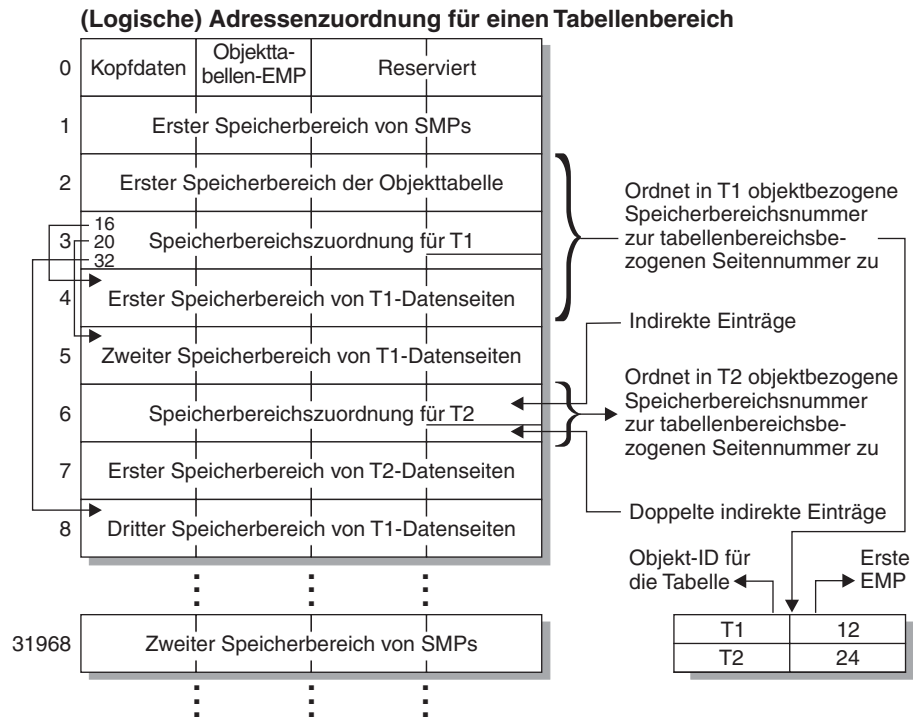 (Logische) Adressenzuordnung für einen Tabellenbereich
0
Kopfdaten
Objektta-
bellen-EMP
Reserviert
1
Erster Speicherbereich von SMPs
2
Erster Speicherbereich der Objekttabelle
3
16
20
32
Speicherbereichszuordnung für T1
4
Erster Speicherbereich von T1-Datenseiten
5
Zweiter Speicherbereich von T1-Datenseiten
6
Speicherbereichszuordnung für T2
7
Erster Speicherbereich von T2-Datenseiten
8
Dritter Speicherbereich von T1-Datenseiten
31968
Zweiter Speicherbereich von SMPs
Ordnet in T1 objektbezogene
Speicherbereichsnummer
zur tabellenbereichsbe-
zogenen Seitennummer zu
Indirekte Einträge
Ordnet in T2 objektbezogene
Speicherbereichsnummer
zur tabellenbereichsbe-
zogenen Seitennummer zu
Doppelte indirekte Einträge
Objekt-ID für
die Tabelle
Erste
EMP
T1 12
T2 24